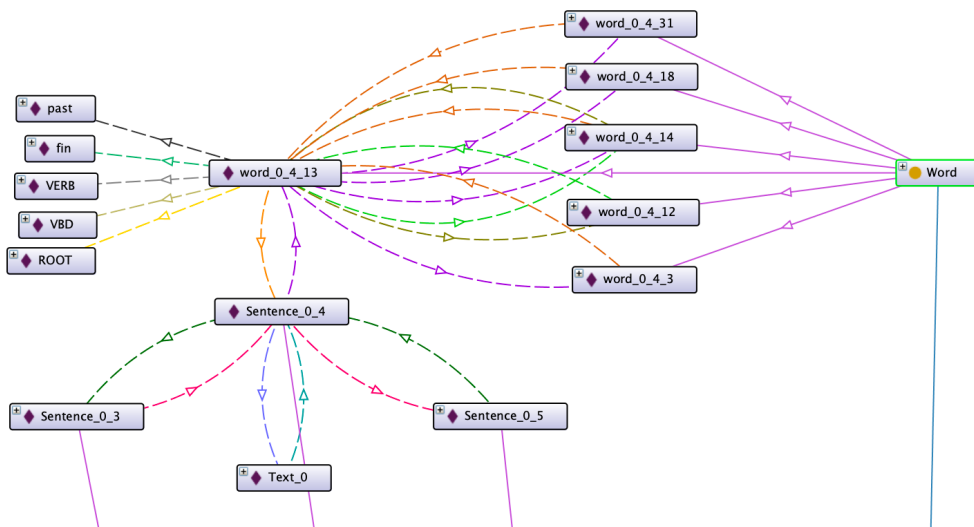 word_0_4_31
word_0_4_18
past
word_0_4_14
fin
word_0_4_13
Word
VERB
word_0_4_12
VBD
ROOT
word_0_4_3
Sentence_0_4
Sentence_0_3
Sentence_0_5
Text_0